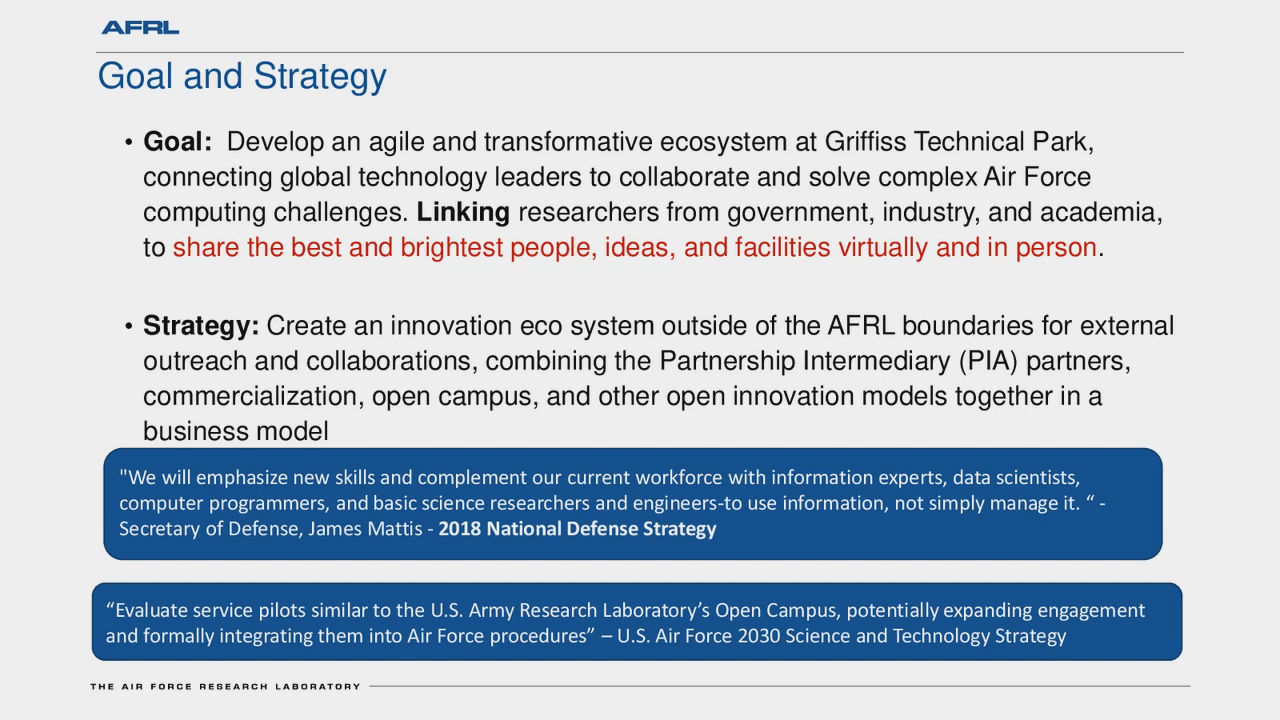 AFRL
Goal and Strategy
• Goal:  Develop an agile and transformative ecosystem at Griffiss Technical Park,
connecting global technology leaders to collaborate and solve complex Air Force
computing challenges. Linking researchers from government, industry, and academia,
to share the best and brightest people, ideas, and facilities virtually and in person.
• Strategy: Create an innovation eco system outside of the AFRL boundaries for external
outreach and collaborations, combining the Partnership Intermediary (PIA) partners,
commercialization, open campus, and other open innovation models together in a
business model
"We will emphasize new skills and complement our current workforce with information experts, data scientists,
computer programmers, and basic science researchers and engineers-to use information, not simply manage it. “ -
Secretary of Defense, James Mattis - 2018 National Defense Strategy
“Evaluate service pilots similar to the U.S. Army Research Laboratory’s Open Campus, potentially expanding engagement
and formally integrating them into Air Force procedures” – U.S. Air Force 2030 Science and Technology Strategy
THE AIR FORCE RESEARCH LABORATORY